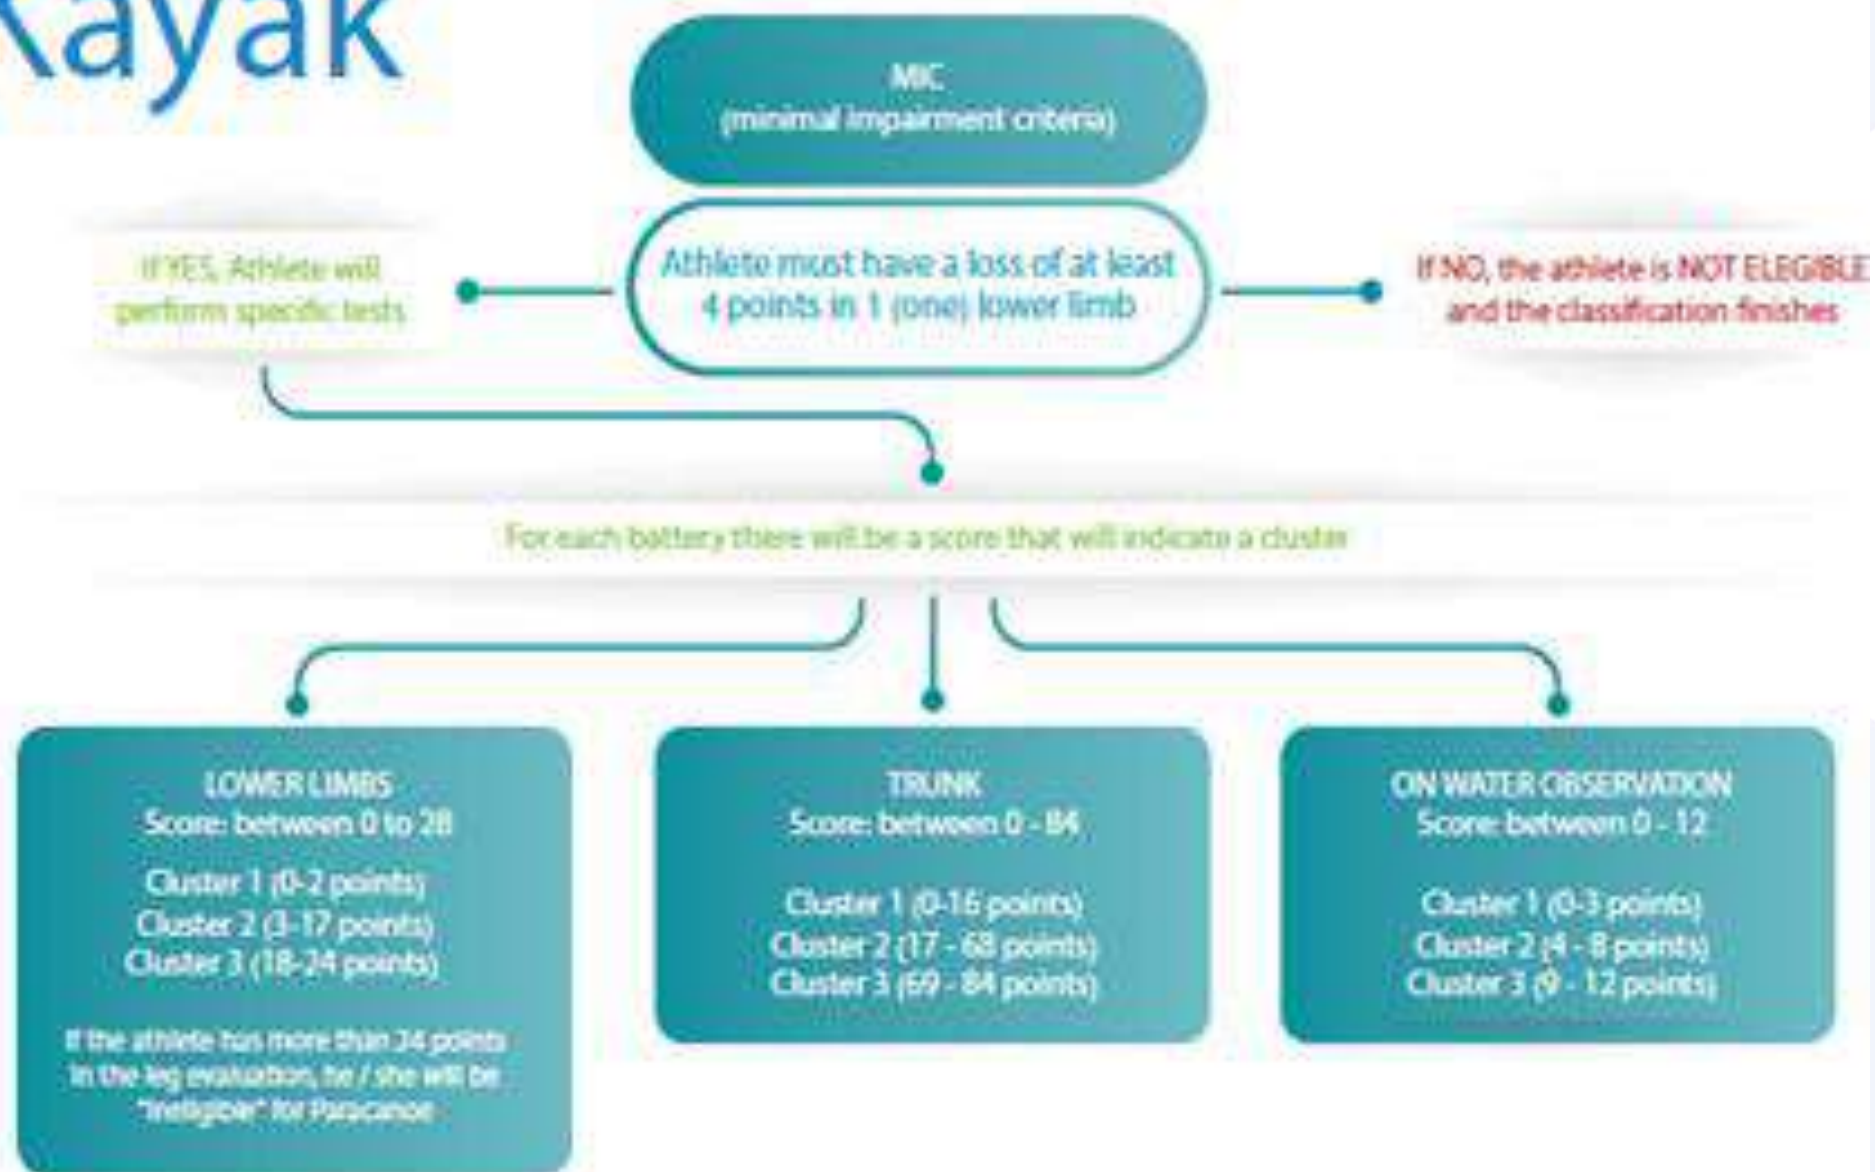 Kayak
MIC
(minimal impairment criteria)
If YES, Athlete will
perform specific tests
Athlete must have a loss of at least
4 points in 1 (one) lower limb
If NO, the athlete is NOT ELEGIBLE
and the classification finishes
For each battery there will be a score that will indicate a cluster
LOWER LIMBS
Score: between 0 to 28
Cluster 1 (0-2 points)
Cluster 2 (3-17 points)
Cluster 3 (18-24 points)
If the athlete has more than 24 points
In the leg evaluation, he / she will be
"Ineligible" for Paracanoe
TRUNK
Score: between 0 - 84
Cluster 1 (0-16 points)
Cluster 2 (17 - 68 points)
Cluster 3 (69 - 84 points)
ON WATER OBSERVATION
Score: between 0 - 12
Cluster 1 (0-3 points)
Cluster 2 (4 - 8 points)
Cluster 3 (9 - 12 points)